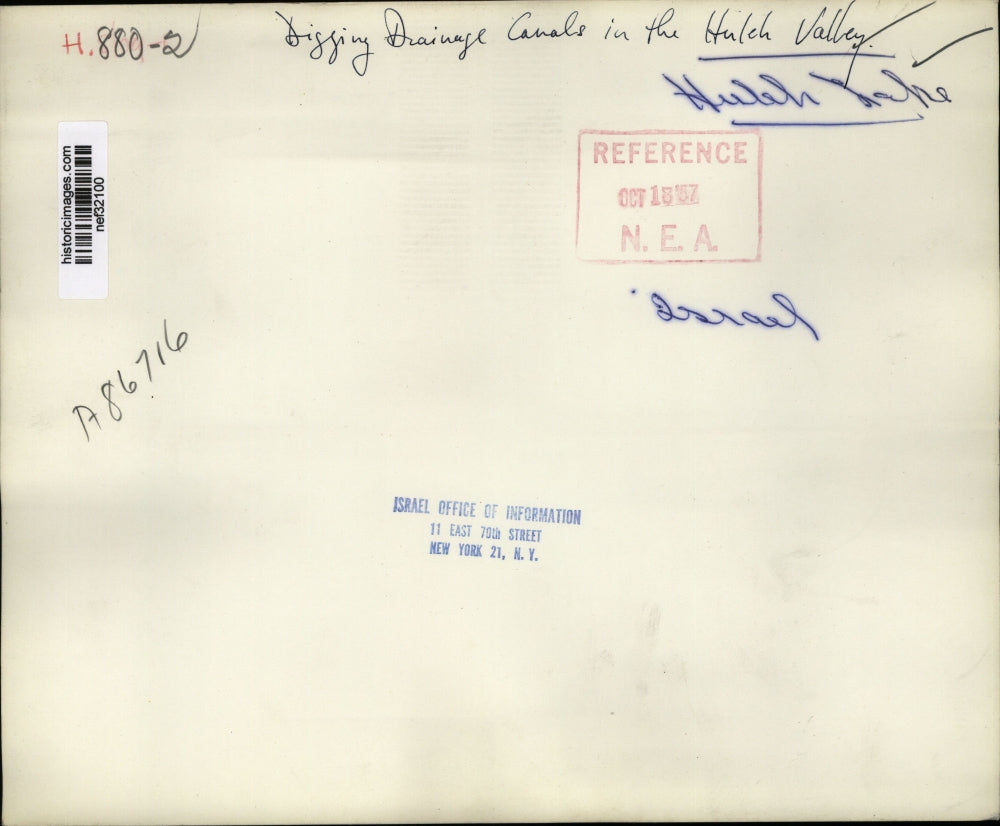 H.880-2
Digging Drainage Canals in the Huleh Valley.
Huleh Lake
historicimages.com
nef32100
REFERENCE
OCT 18 '57
N. E. A.
Israel
A86716
ISRAEL OFFICE OF INFORMATION
11 EAST 70th STREET
NEW YORK 21, N. Y.